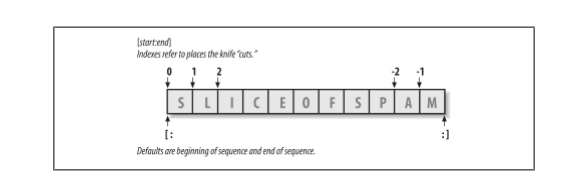 [start:end]
Indexes refer to places the knife “cuts.”
0 1 2 -2 -1
S L I C E O F S P A M
[: :]
Defaults are beginning of sequence and end of sequence.